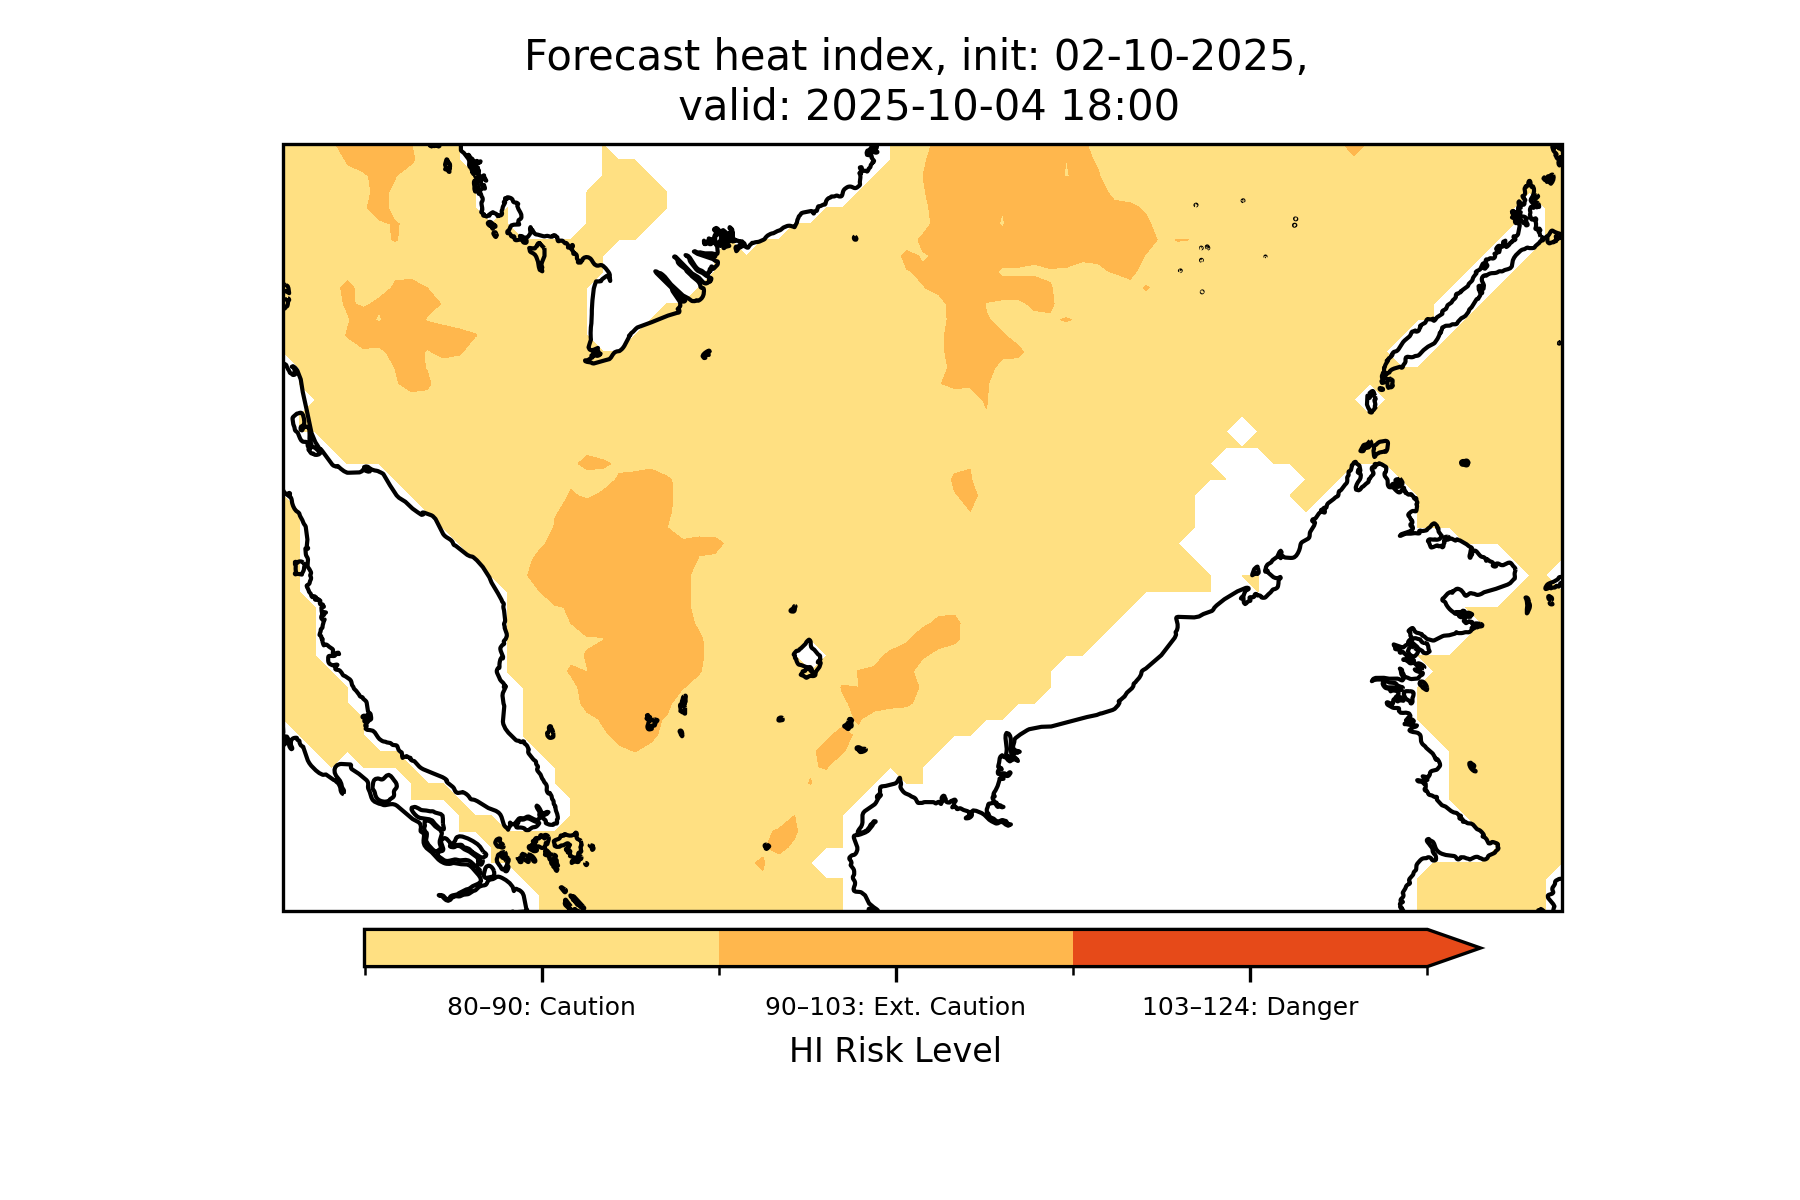 Forecast heat index, init: 02-10-2025,
valid: 2025-10-04 18:00
80–90: Caution
90–103: Ext. Caution
103–124: Danger
HI Risk Level